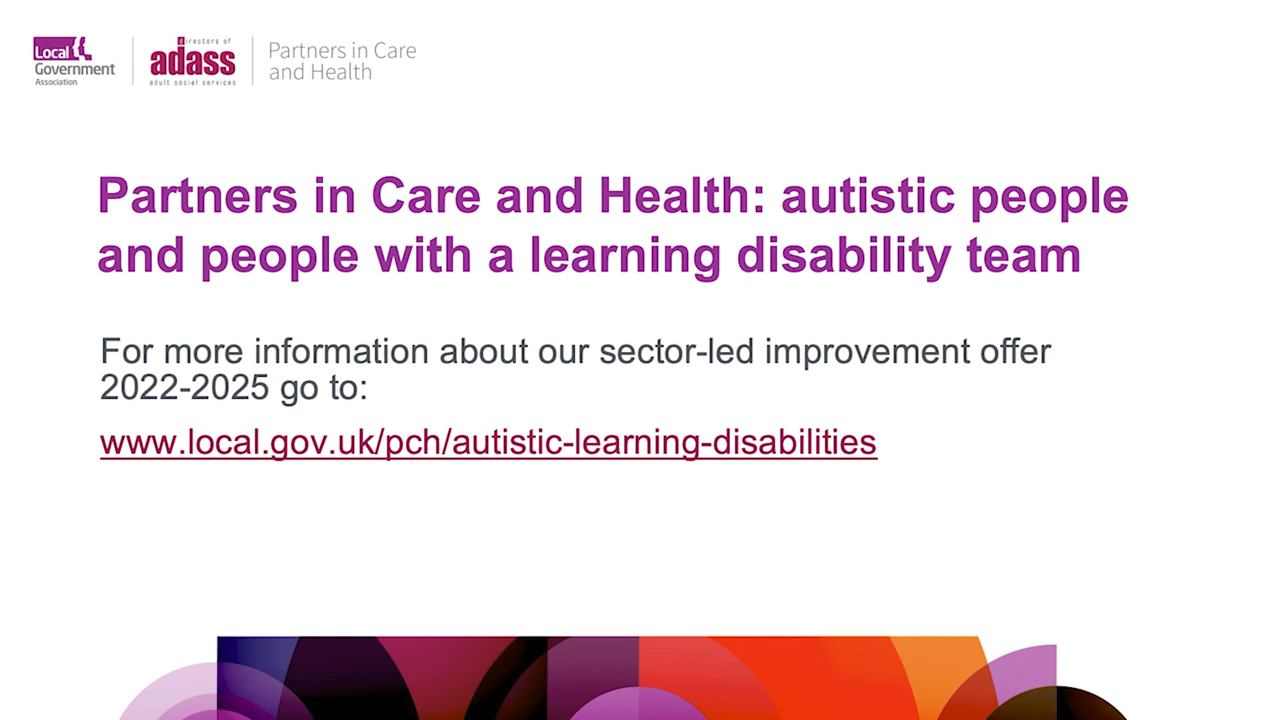 Local
Government
Association
directors of
adass
adult social services
Partners in Care
and Health
Partners in Care and Health: autistic people
and people with a learning disability team
For more information about our sector-led improvement offer
2022-2025 go to:
www.local.gov.uk/pch/autistic-learning-disabilities